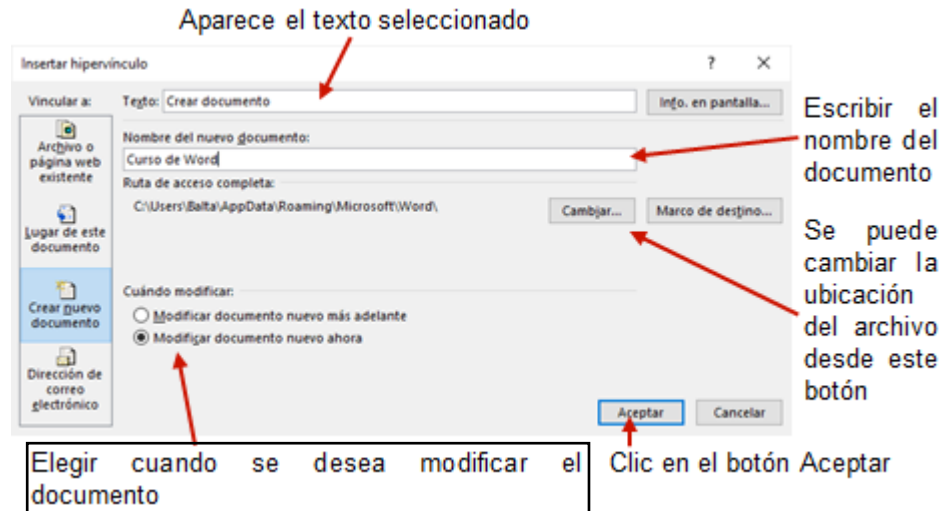 Aparece el texto seleccionado
Insertar hipervínculo ? ×
Vincular a:
Texto: Crear documento
Info. en pantalla...
Archivo o
página web
existente
Lugar de este
documento
Crear nuevo
documento
Dirección de
correo
electrónico
Nombre del nuevo documento:
Curso de Word
Ruta de acceso completa:
C:\Users\Balta\AppData\Roaming\Microsoft\Word\
Cambiar...
Marco de destino...
Cuándo modificar:
Modificar documento nuevo más adelante
Modificar documento nuevo ahora
Aceptar
Cancelar
Escribir el
nombre del
documento
Se puede
cambiar la
ubicación
del archivo
desde este
botón
Elegir cuando se desea modificar el
documento
Clic en el botón Aceptar